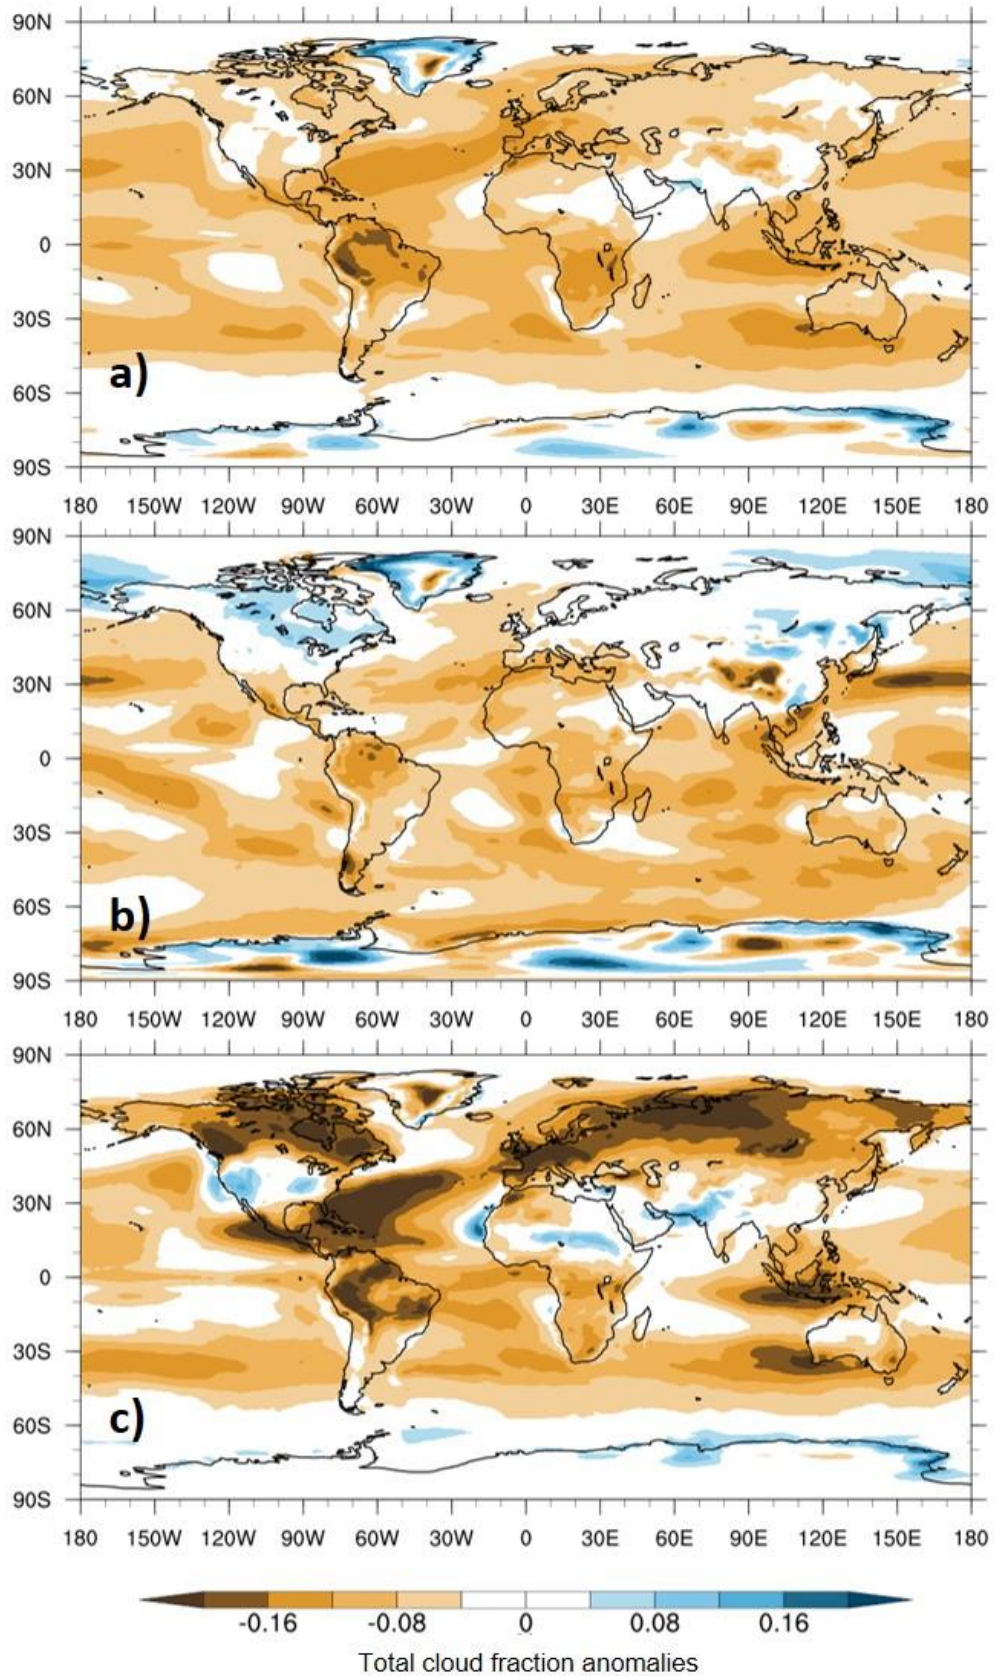 90N
60N
30N
0
30S
60S
90S
a)
180 150W 120W 90W 60W 30W 0 30E 60E 90E 120E 150E 180
90N
60N
30N
0
30S
60S
90S
b)
180 150W 120W 90W 60W 30W 0 30E 60E 90E 120E 150E 180
90N
60N
30N
0
30S
60S
90S
c)
180 150W 120W 90W 60W 30W 0 30E 60E 90E 120E 150E 180
-0.16 -0.08 0 0.08 0.16
Total cloud fraction anomalies